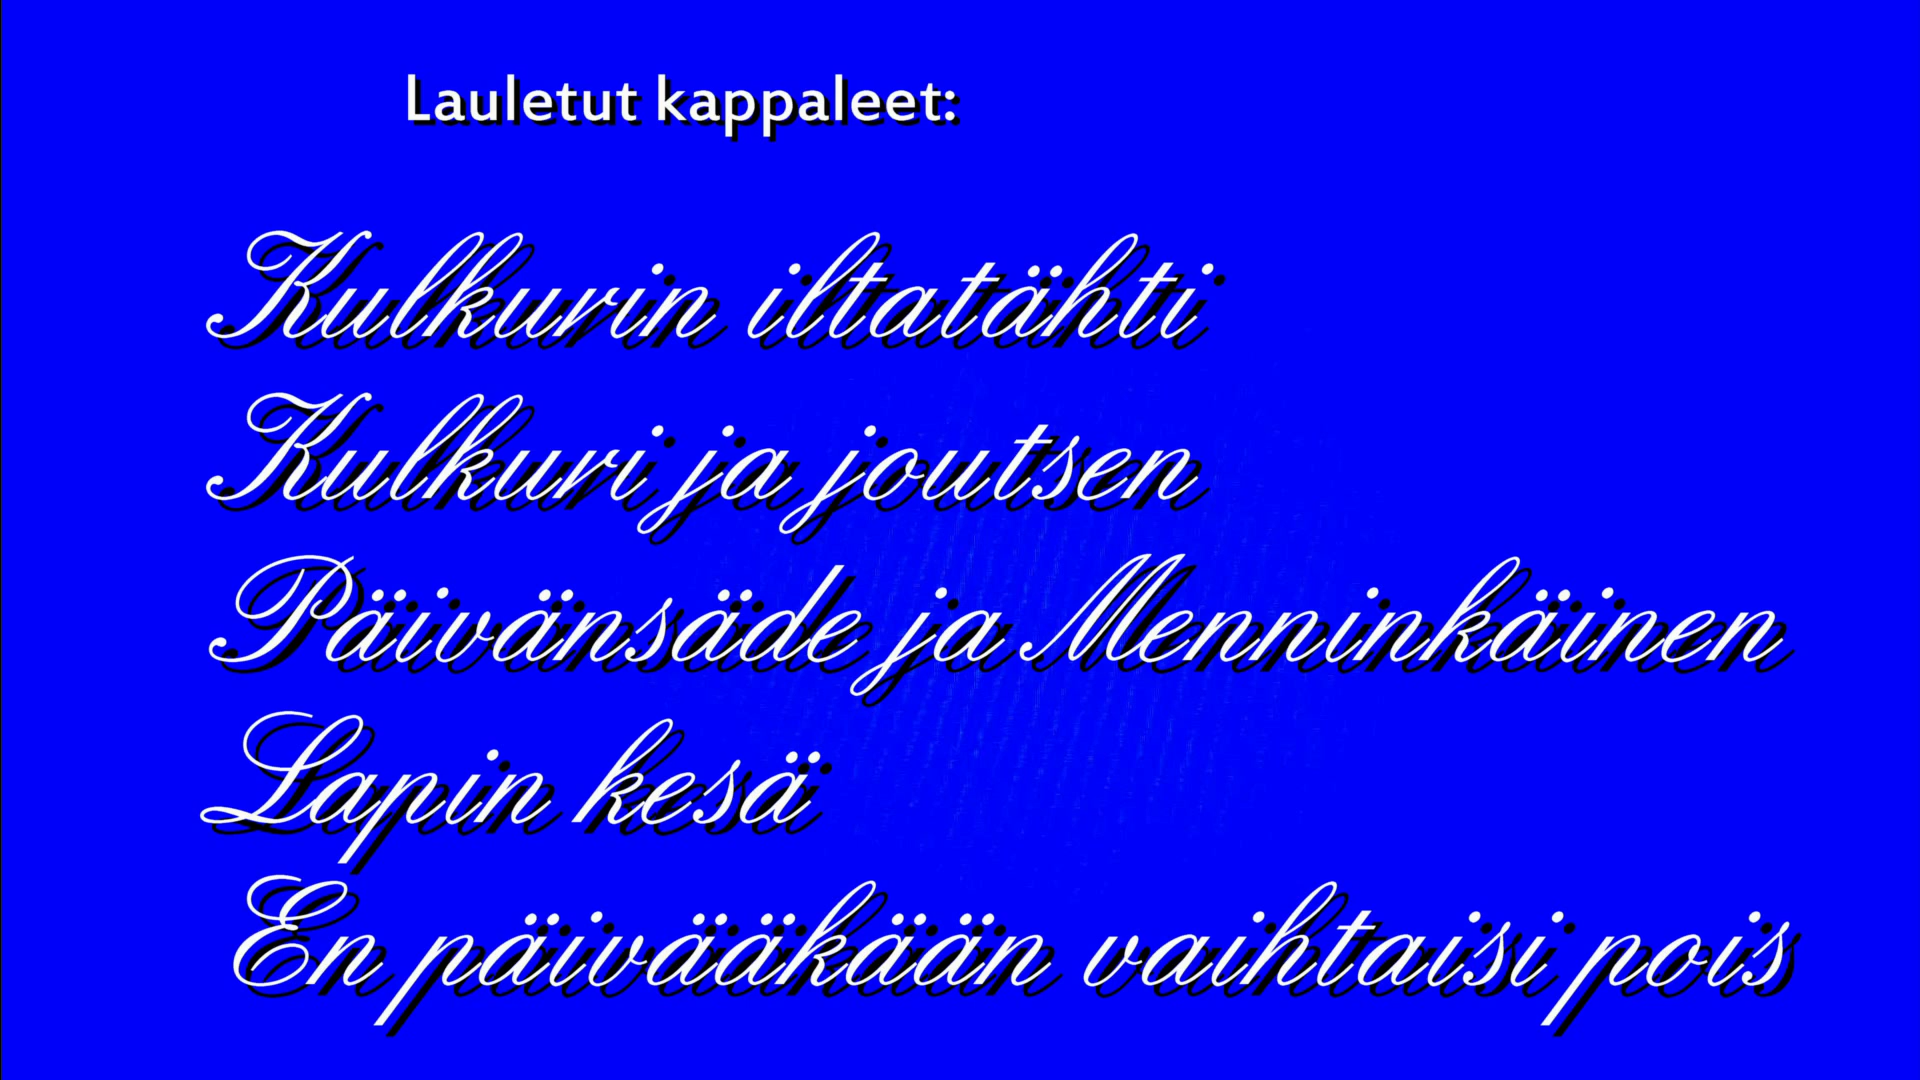 Lauletut kappaleet:
Kulkurin iltatähti
Kulkuri ja joutsen
Päivänsäde ja Menninkäinen
Lapin kesä
En päivääkään vaihtaisi pois